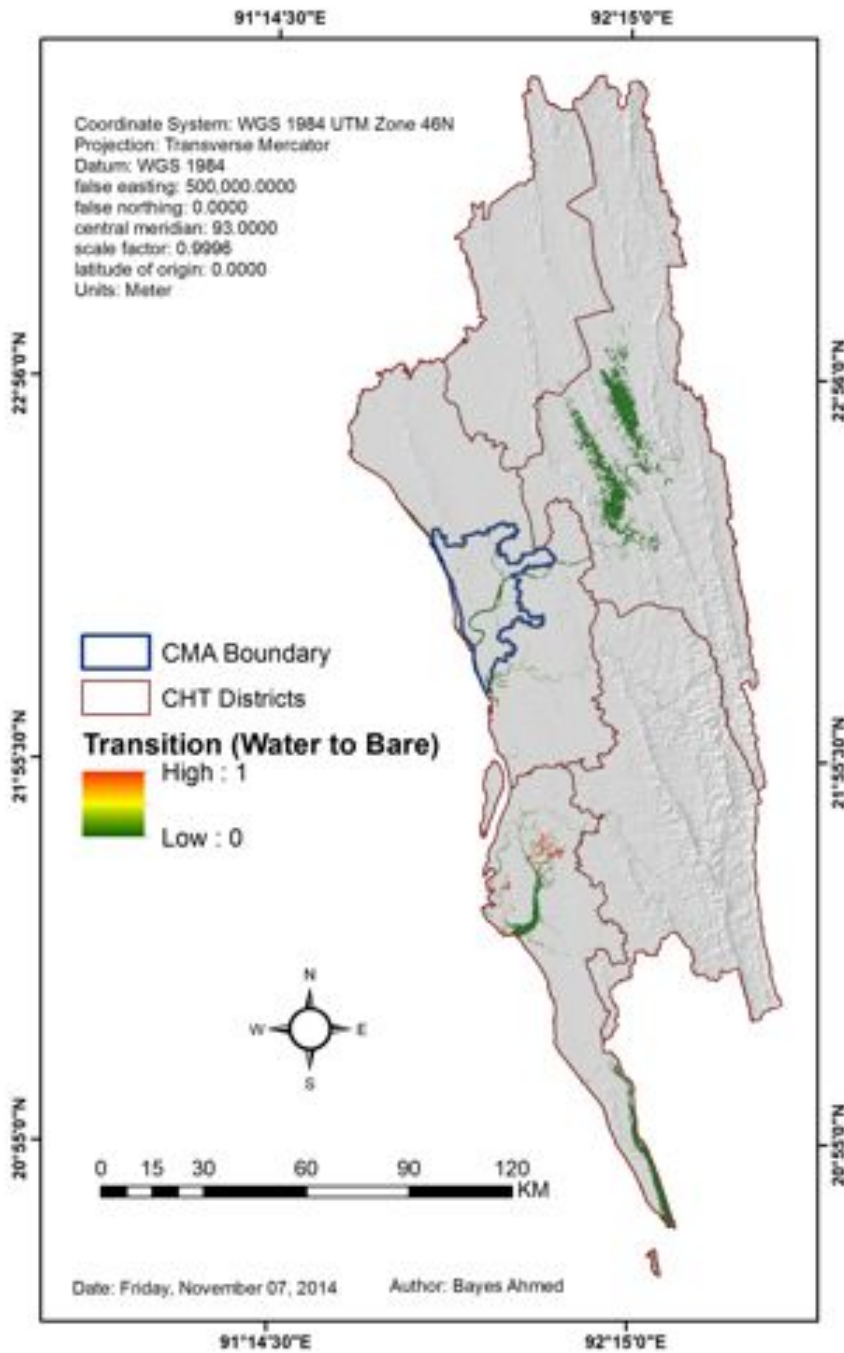 91°14'30"E 92°15'0"E
Coordinate System: WGS 1984 UTM Zone 46N
Projection: Transverse Mercator
Datum: WGS 1984
false easting: 500,000.0000
false northing: 0.0000
central meridian: 93.0000
scale factor: 0.9996
latitude of origin: 0.0000
Units: Meter
22°56'0"N 22°56'0"N
CMA Boundary
CHT Districts
Transition (Water to Bare)
High : 1
Low : 0
21°55'30"N 21°55'30"N
N
W E
S
20°55'0"N 20°55'0"N
0 15 30 60 90 120
KM
Date: Friday, November 07, 2014 Author: Bayes Ahmed
91°14'30"E 92°15'0"E